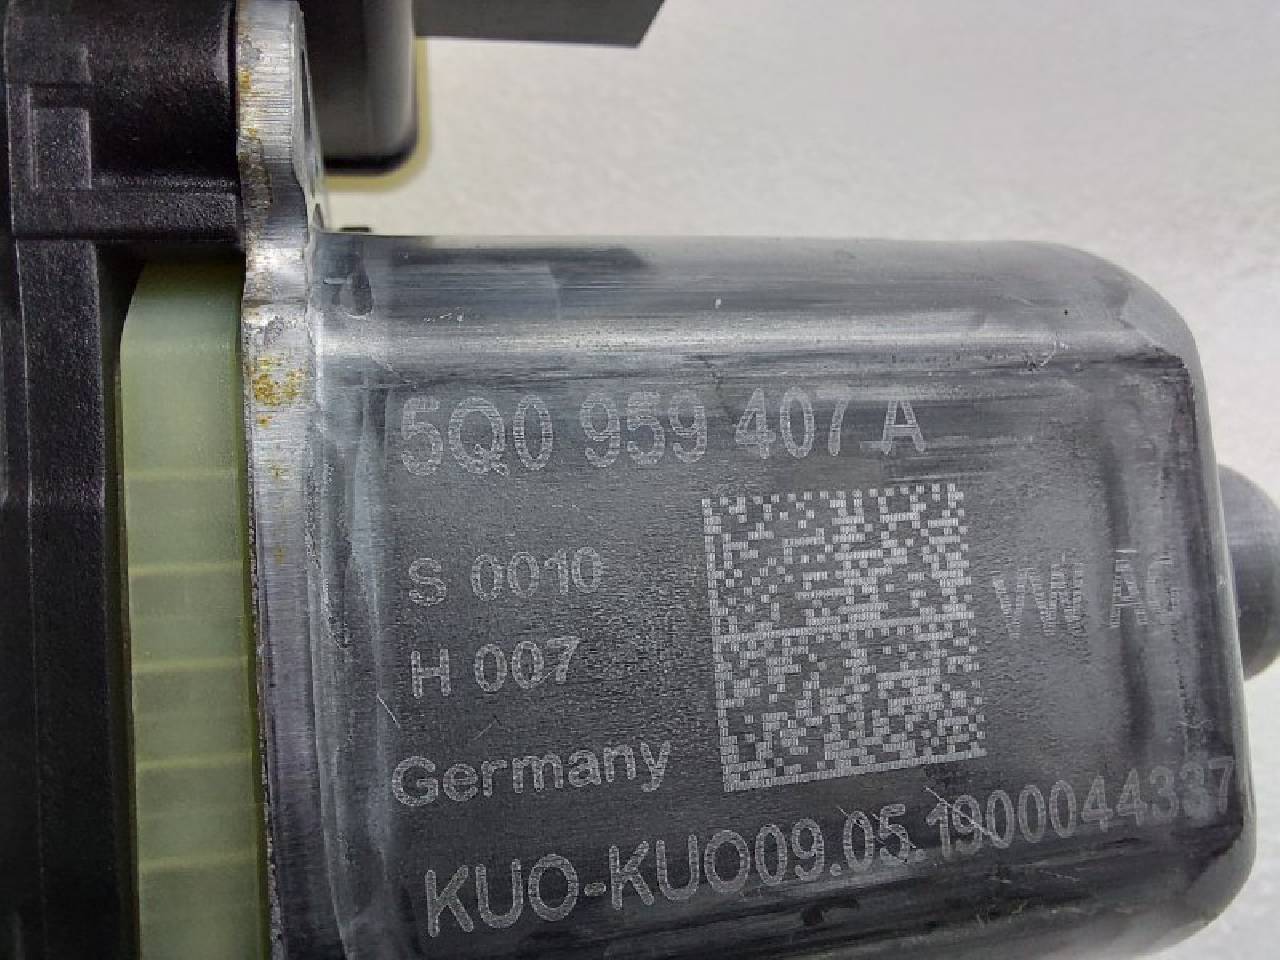 5Q0 959 407 A
S 0010
H 007
VW AG
Germany
KUO-KUO09.05.1900044337